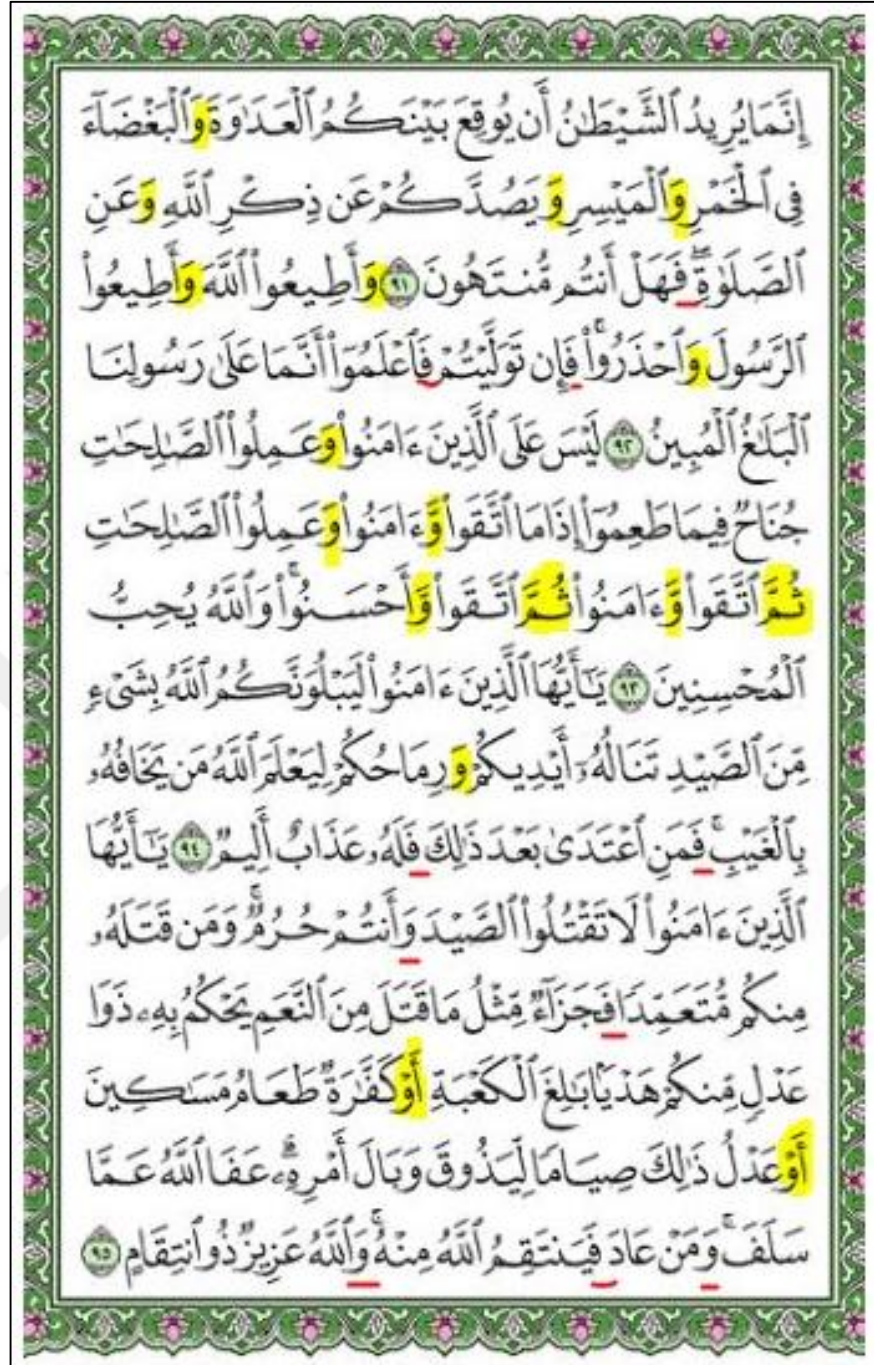 إِنَّمَا يُرِيدُ ٱلشَّيْطَٰنُ أَن يُوقِعَ بَيْنَكُمُ ٱلْعَدَٰوَةَ وَٱلْبَغْضَآءَ
فِى ٱلْخَمْرِ وَٱلْمَيْسِرِ وَيَصُدَّكُمْ عَن ذِكْرِ ٱللَّهِ وَعَنِ
ٱلصَّلَوٰةِ ۖ فَهَلْ أَنتُم مُّنتَهُونَ ٩١ وَأَطِيعُوا۟ ٱللَّهَ وَأَطِيعُوا۟
ٱلرَّسُولَ وَٱحْذَرُوا۟ ۚ فَإِن تَوَلَّيْتُمْ فَٱعْلَمُوٓا۟ أَنَّمَا عَلَىٰ رَسُولِنَا
ٱلْبَلَٰغُ ٱلْمُبِينُ ٩٢ لَيْسَ عَلَى ٱلَّذِينَ ءَامَنُوا۟ وَعَمِلُوا۟ ٱلصَّٰلِحَٰتِ
جُنَاحٌ فِيمَا طَعِمُوٓا۟ إِذَا مَا ٱتَّقَوا۟ وَّءَامَنُوا۟ وَعَمِلُوا۟ ٱلصَّٰلِحَٰتِ
ثُمَّ ٱتَّقَوا۟ وَّءَامَنُوا۟ ثُمَّ ٱتَّقَوا۟ وَّأَحْسَنُوا۟ ۗ وَٱللَّهُ يُحِبُّ
ٱلْمُحْسِنِينَ ٩٣ يَٰٓأَيُّهَا ٱلَّذِينَ ءَامَنُوا۟ لَيَبْلُوَنَّكُمُ ٱللَّهُ بِشَىْءٍ
مِّنَ ٱلصَّيْدِ تَنَالُهُۥٓ أَيْدِيكُمْ وَرِمَاحُكُمْ لِيَعْلَمَ ٱللَّهُ مَن يَخَافُهُۥ
بِٱلْغَيْبِ ۚ فَمَنِ ٱعْتَدَىٰ بَعْدَ ذَٰلِكَ فَلَهُۥ عَذَابٌ أَلِيمٌ ٩٤ يَٰٓأَيُّهَا
ٱلَّذِينَ ءَامَنُوا۟ لَا تَقْتُلُوا۟ ٱلصَّيْدَ وَأَنتُمْ حُرُمٌ ۚ وَمَن قَتَلَهُۥ
مِنكُم مُّتَعَمِّدًا فَجَزَآءٌ مِّثْلُ مَا قَتَلَ مِنَ ٱلنَّعَمِ يَحْكُمُ بِهِۦ ذَوَا
عَدْلٍ مِّنكُمْ هَدْيًۢا بَٰلِغَ ٱلْكَعْبَةِ أَوْ كَفَّٰرَةٌ طَعَامُ مَسَٰكِينَ
أَوْ عَدْلُ ذَٰلِكَ صِيَامًا لِّيَذُوقَ وَبَالَ أَمْرِهِۦ ۗ عَفَا ٱللَّهُ عَمَّا
سَلَفَ ۚ وَمَنْ عَادَ فَيَنتَقِمُ ٱللَّهُ مِنْهُ ۗ وَٱللَّهُ عَزِيزٌ ذُو ٱنتِقَامٍ ٩٥